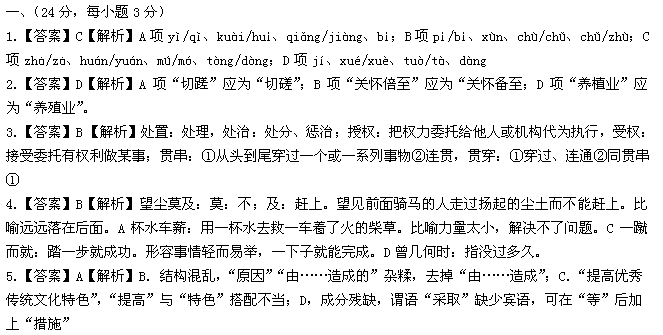 一、(24分，每小题3分)
1.【答案】C【解析】A项yì/qì、kuài/huì、qiǎng/jiàng、bì；B项pì/bì、xùn、chù/chǔ、chǔ/zhù；C
项zhá/zā、huán/yuán、mǔ/mó、tòng/dòng；D项jí、xué/xuè、tuò/tà、dàng
2.【答案】D【解析】A 项“切蹉”应为“切磋”；B 项“关怀倍至”应为“关怀备至；D 项“养植业”应
为“养殖业”。
3.【答案】B【解析】处置：处理，处治：处分、惩治；授权：把权力委托给他人或机构代为执行，受权：
接受委托有权利做某事；贯串：①从头到尾穿过一个或一系列事物②连贯，贯穿：①穿过、连通②同贯串
①
4.【答案】B【解析】望尘莫及：莫：不；及：赶上。望见前面骑马的人走过扬起的尘土而不能赶上。比
喻远远落在后面。A 杯水车薪：用一杯水去救一车着了火的柴草。比喻力量太小，解决不了问题。C 一蹴
而就：踏一步就成功。形容事情轻而易举，一下子就能完成。D 曾几何时：指没过多久。
5.【答案】A【解析】B．结构混乱，“原因”“由……造成的”杂糅，去掉“由……造成”；C．“提高优秀
传统文化特色”，“提高”与“特色”搭配不当；D，成分残缺，谓语“采取”缺少宾语，可在“等”后加
上“措施”